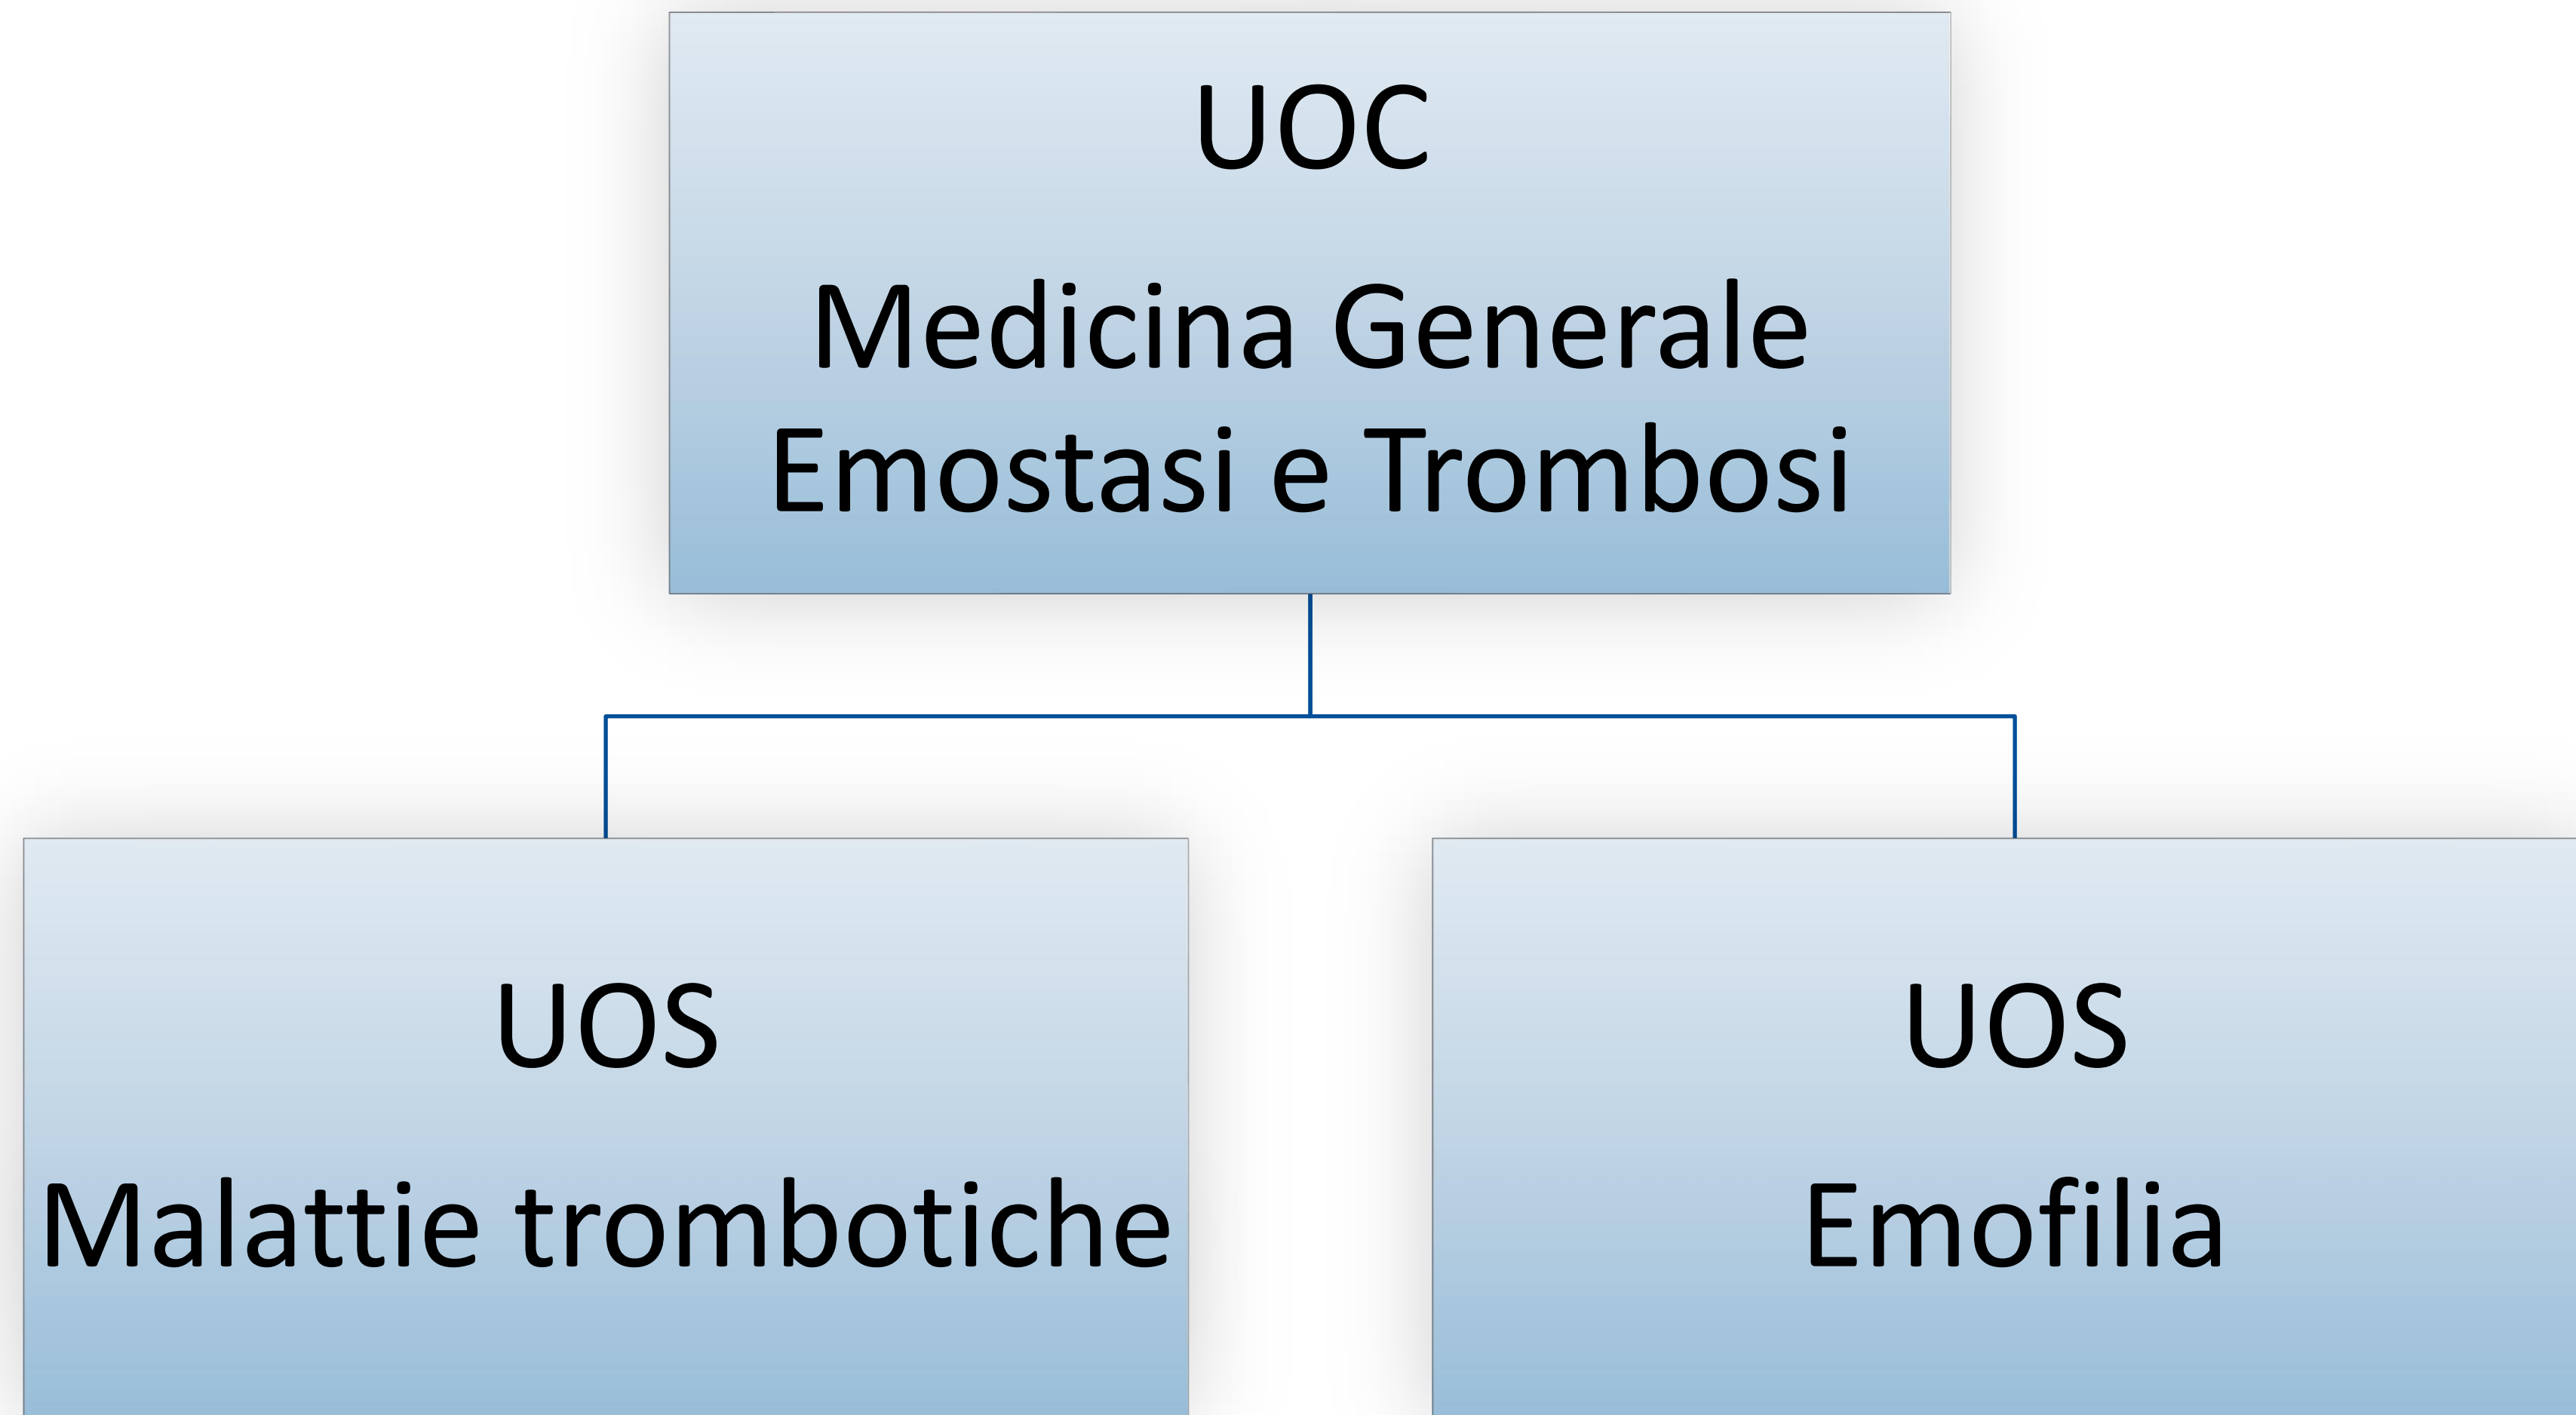 UOC
Medicina Generale
Emostasi e Trombosi
UOS
Malattie trombotiche
UOS
Emofilia